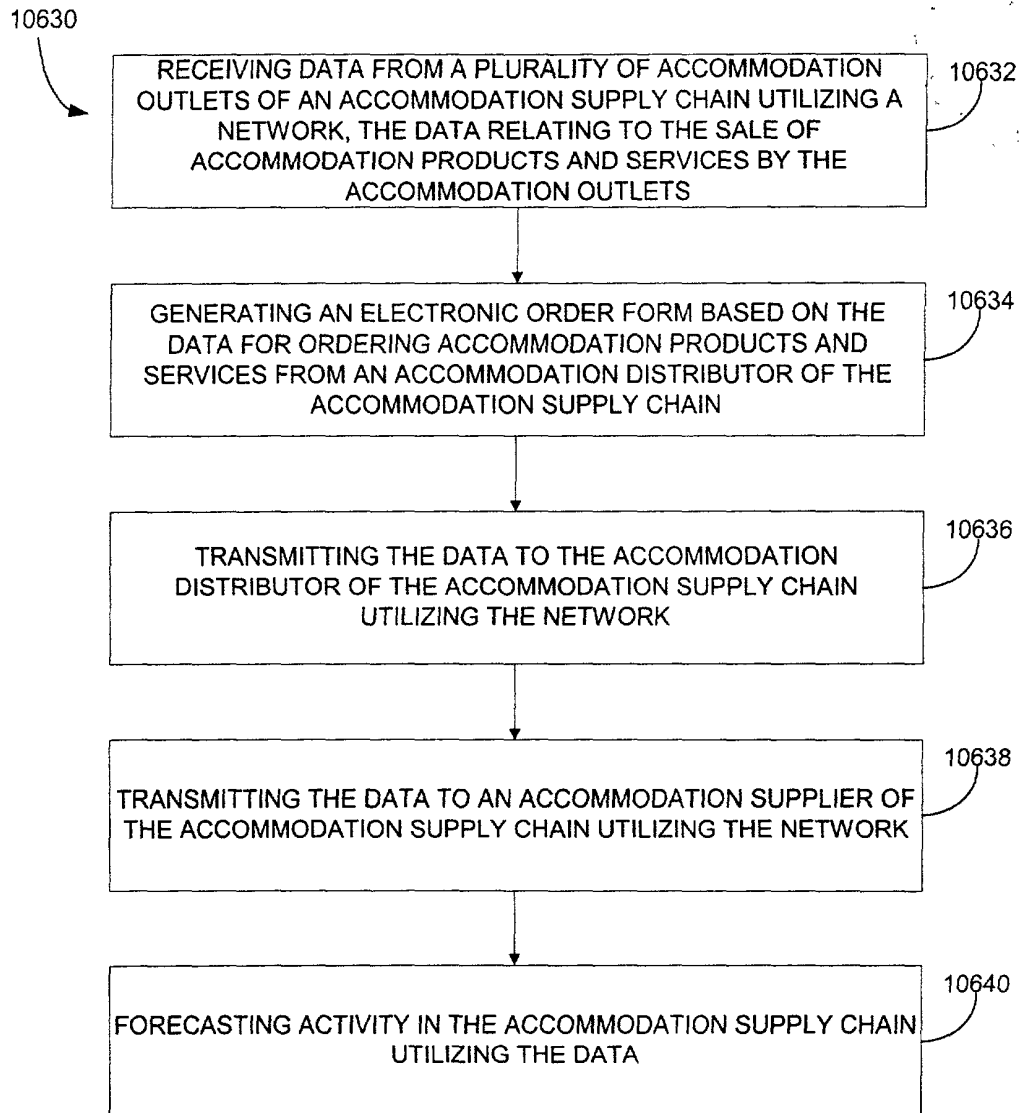 10630
RECEIVING DATA FROM A PLURALITY OF ACCOMMODATION
OUTLETS OF AN ACCOMMODATION SUPPLY CHAIN UTILIZING A
NETWORK, THE DATA RELATING TO THE SALE OF
ACCOMMODATION PRODUCTS AND SERVICES BY THE
ACCOMMODATION OUTLETS
10632
GENERATING AN ELECTRONIC ORDER FORM BASED ON THE
DATA FOR ORDERING ACCOMMODATION PRODUCTS AND
SERVICES FROM AN ACCOMMODATION DISTRIBUTOR OF THE
ACCOMMODATION SUPPLY CHAIN
10634
TRANSMITTING THE DATA TO THE ACCOMMODATION
DISTRIBUTOR OF THE ACCOMMODATION SUPPLY CHAIN
UTILIZING THE NETWORK
10636
TRANSMITTING THE DATA TO AN ACCOMMODATION SUPPLIER OF
THE ACCOMMODATION SUPPLY CHAIN UTILIZING THE NETWORK
10638
FORECASTING ACTIVITY IN THE ACCOMMODATION SUPPLY CHAIN
UTILIZING THE DATA
10640